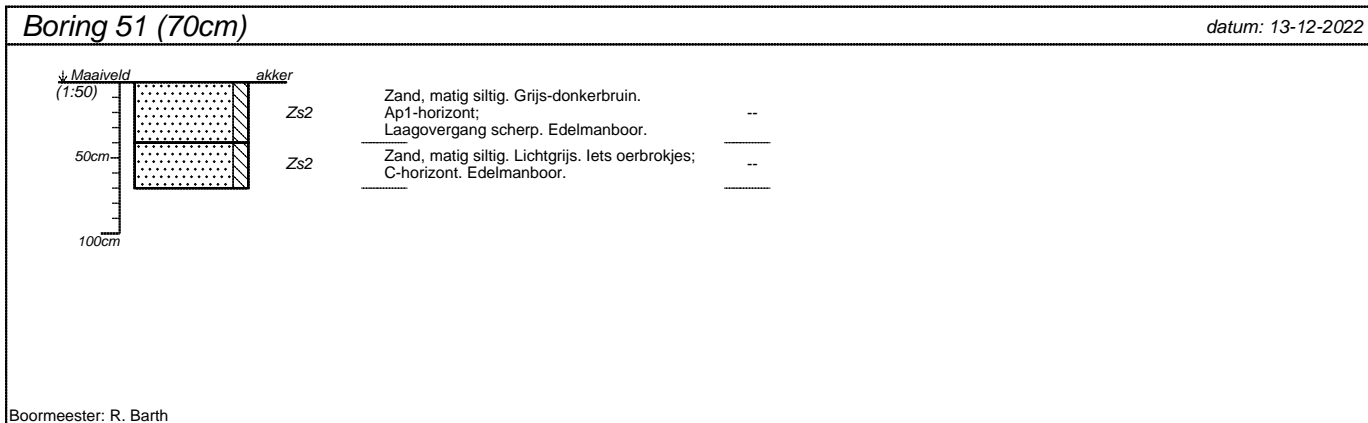 Boring 51 (70cm)
datum: 13-12-2022
Maaiveld
akker
(1:50)
Zs2
Zand, matig siltig. Grijs-donkerbruin.
Ap1-horizont;
Laagovergang scherp. Edelmanboor.
--
50cm
Zs2
Zand, matig siltig. Lichtgrijs. Iets oerbrokjes;
C-horizont. Edelmanboor.
--
100cm
Boormeester: R. Barth